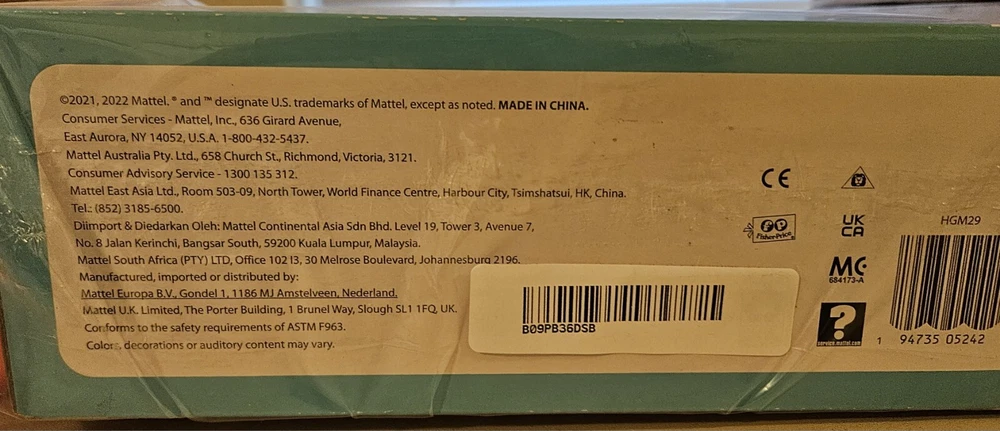 ©2021, 2022 Mattel. ® and ™ designate U.S. trademarks of Mattel, except as noted. MADE IN CHINA.
Consumer Services - Mattel, Inc., 636 Girard Avenue,
East Aurora, NY 14052, U.S.A. 1-800-432-5437.
Mattel Australia Pty. Ltd., 658 Church St., Richmond, Victoria, 3121.
Consumer Advisory Service - 1300 135 312.
Mattel East Asia Ltd., Room 503-09, North Tower, World Finance Centre, Harbour City, Tsimshatsui, HK, China.
Tel.: (852) 3185-6500.
Diimport & Diedarkan Oleh: Mattel Continental Asia Sdn Bhd. Level 19, Tower 3, Avenue 7,
No. 8 Jalan Kerinchi, Bangsar South, 59200 Kuala Lumpur, Malaysia.
Mattel South Africa (PTY) LTD, Office 102 I3, 30 Melrose Boulevard, Johannesburg 2196.
Manufactured, imported or distributed by:
Mattel Europa B.V., Gondel 1, 1186 MJ Amstelveen, Nederland.
Mattel U.K. Limited, The Porter Building, 1 Brunel Way, Slough SL1 1FQ, UK.
Conforms to the safety requirements of ASTM F963.
Colors, decorations or auditory content may vary.
B09PB36DSB
CE
Fisher-Price
UK
CA
MC
684173-A
?
service.mattel.com
HGM29
1 94735 05242